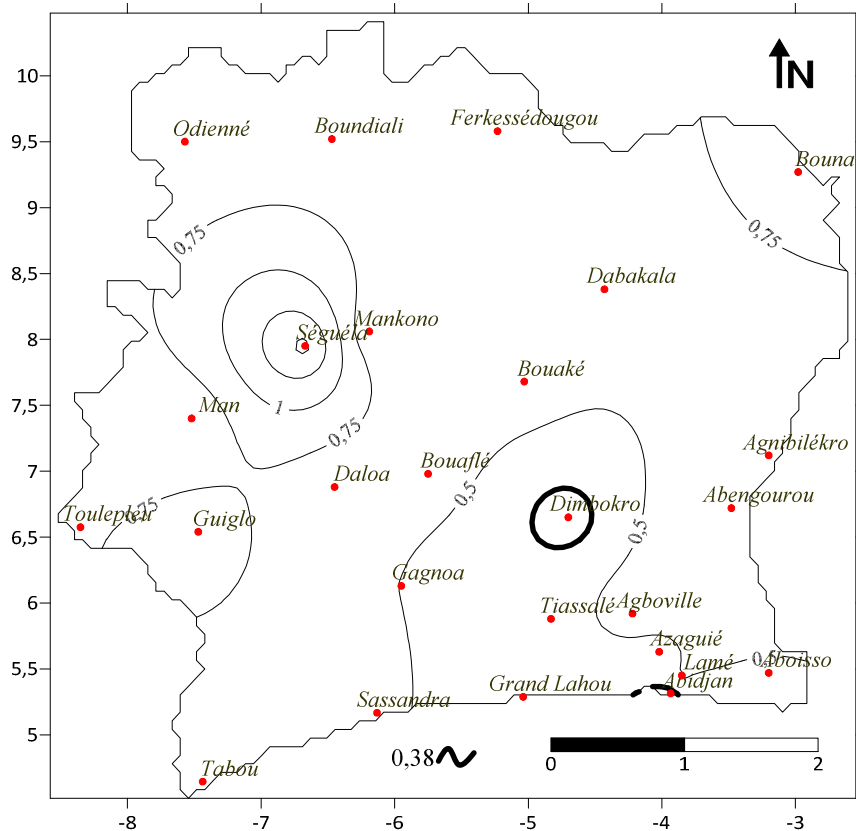 N
10
9,5
9
8,5
8
7,5
7
6,5
6
5,5
5
Odienné
Boundiali
Ferkessédougou
Bouna
0,75
0,75
Dabakala
Mankono
Séguéla
Bouaké
1
Man
0,75
Agnibilékro
Bouaflé
Daloa
0,5
Abengourou
Dimbokro
Toulepleu
0,75
Guiglo
0,5
Gagnoa
Tiassalé
Agboville
Azaguié
Lamé
0,5
Aboisso
Abidjan
Grand Lahou
Sassandra
0,38
Tabou
0 1 2
-8 -7 -6 -5 -4 -3